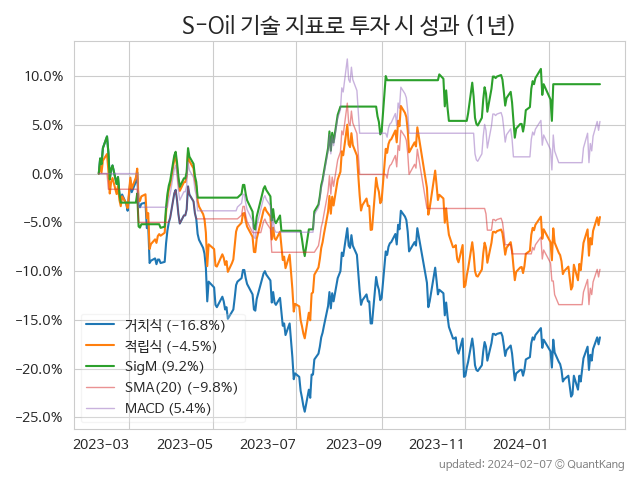 S-Oil 기술 지표로 투자 시 성과 (1년)
10.0%
5.0%
0.0%
-5.0%
-10.0%
-15.0%
-20.0%
-25.0%
거치식 (-16.8%)
적립식 (-4.5%)
SigM (9.2%)
SMA(20) (-9.8%)
MACD (5.4%)
2023-03 2023-05 2023-07 2023-09 2023-11 2024-01
updated: 2024-02-07 © QuantKang